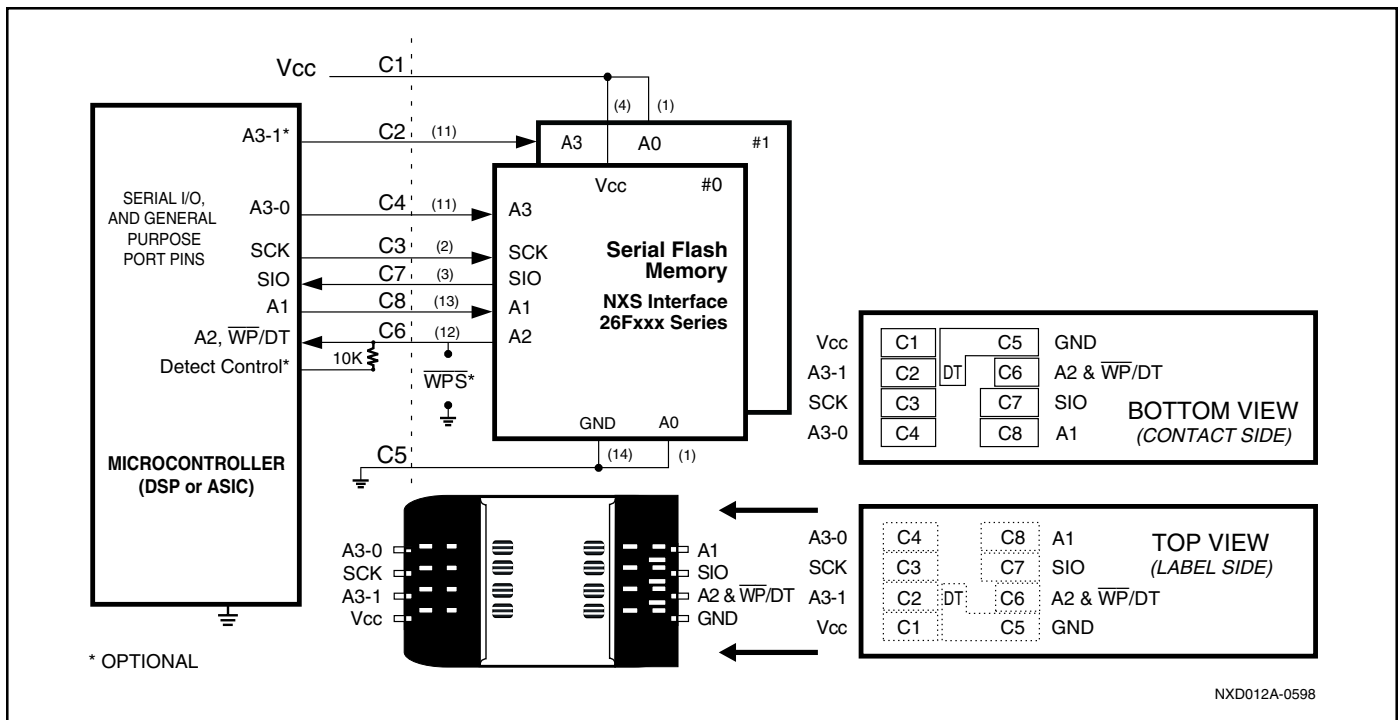 Vcc C1
(4) (1)
A3-1* C2 (11) A3 A0 #1
Vcc #0
SERIAL I/O,
AND GENERAL
PURPOSE
PORT PINS
A3-0 C4 (11) A3
SCK C3 (2) SCK
SIO C7 (3) SIO
A1 C8 (13) A1
A2, WP/DT C6 (12) A2
Detect Control* 10K
WPS*
Serial Flash
Memory
NXS Interface
26Fxxx Series
GND A0
C5 (14) (1)
MICROCONTROLLER
(DSP or ASIC)
Vcc C1 C5 GND
A3-1 C2 DT C6 A2 & WP/DT
SCK C3 C7 SIO
A3-0 C4 C8 A1
BOTTOM VIEW
(CONTACT SIDE)
A3-0 A1
SCK SIO
A3-1 A2 & WP/DT
Vcc GND
A3-0 C4 C8 A1
SCK C3 C7 SIO
A3-1 C2 DT C6 A2 & WP/DT
Vcc C1 C5 GND
TOP VIEW
(LABEL SIDE)
* OPTIONAL
NXD012A-0598